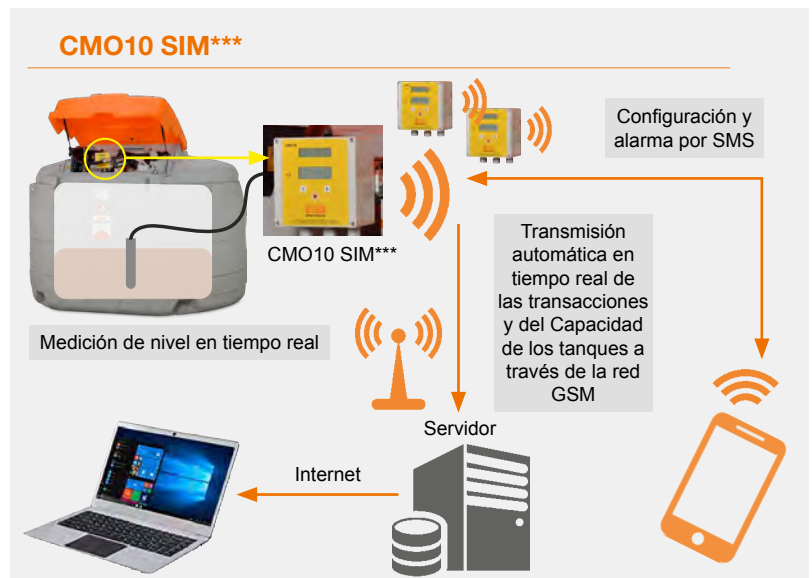 CMO10 SIM***
Configuración y
alarma por SMS
CMO10 SIM***
Transmisión
automática en
tiempo real de
las transacciones
y del Capacidad
de los tanques a
través de la red
GSM
Medición de nivel en tiempo real
Servidor
Internet